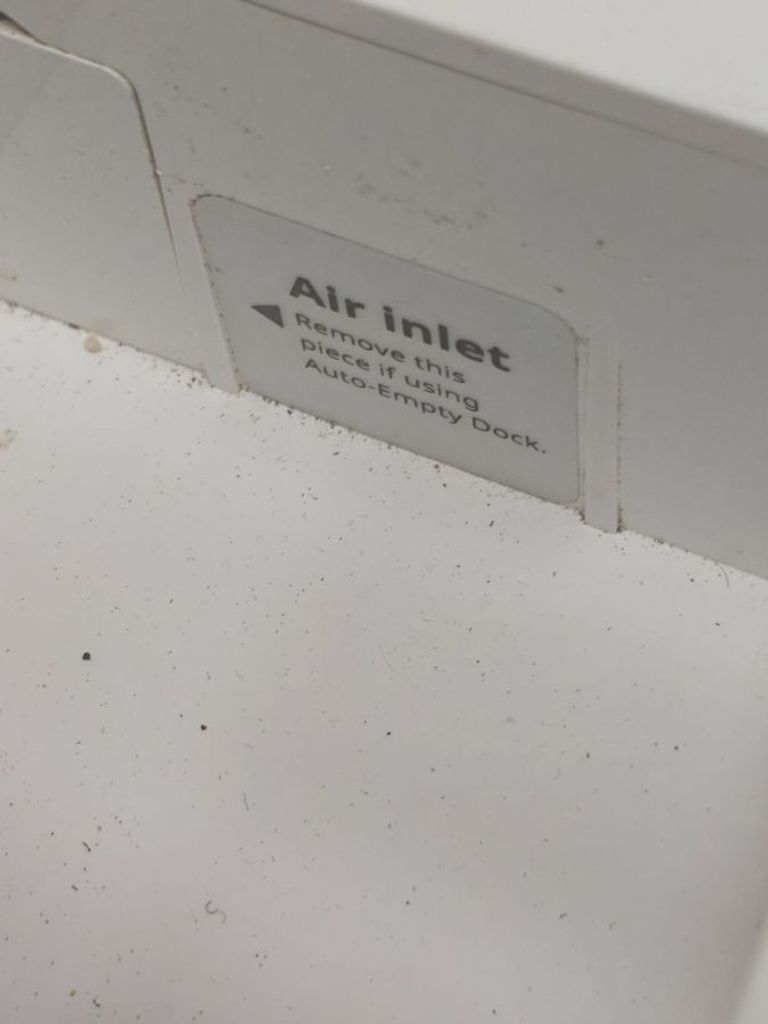 Air inlet
Remove this
piece if using
Auto-Empty Dock.